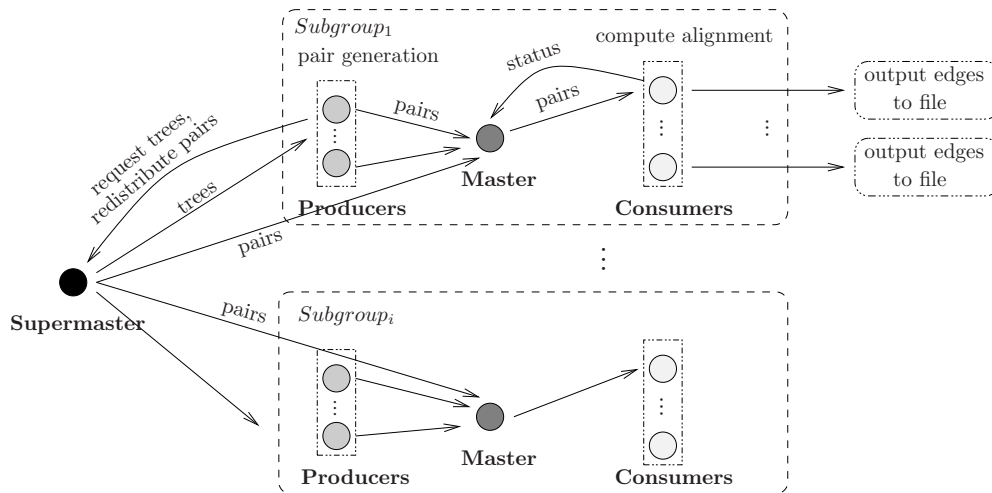 Subgroup₁
pair generation
compute alignment
status
pairs
pairs
output edges
to file
output edges
to file
request trees,
redistribute pairs
trees
Master
Producers
Consumers
pairs
Supermaster
pairs
Subgroupᵢ
Producers
Master
Consumers